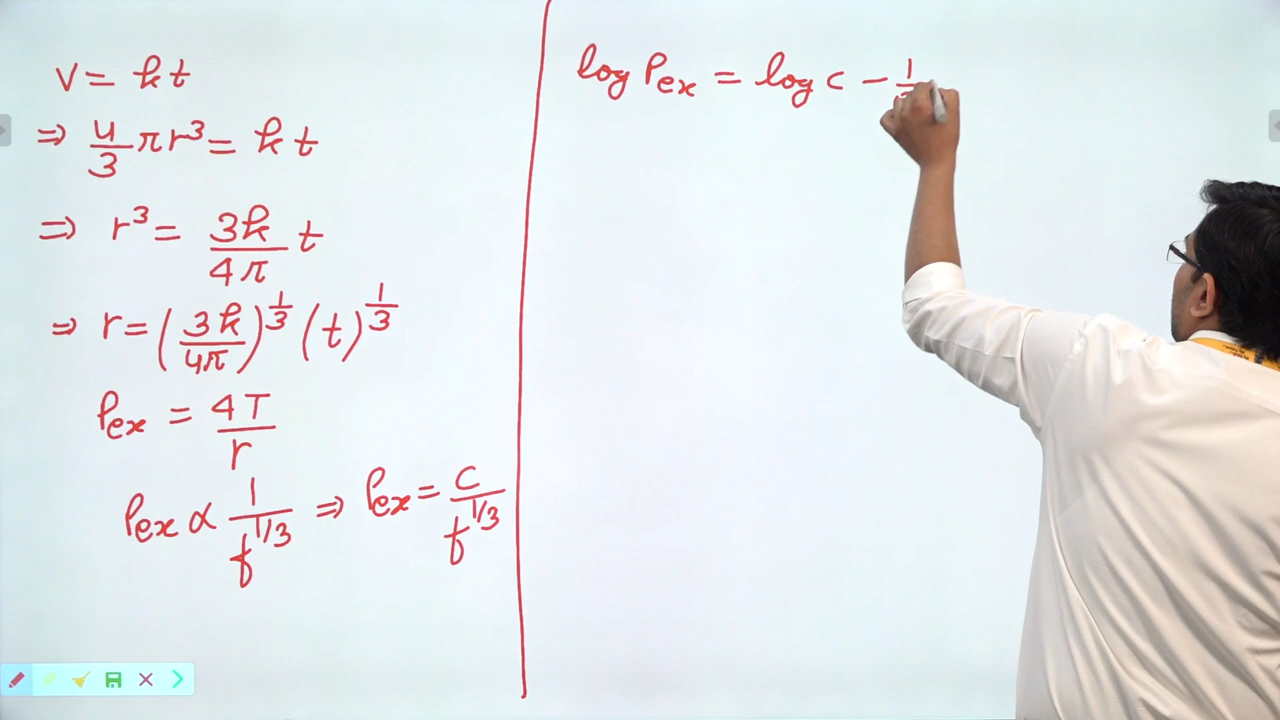 V = kt
⇒ 4/3 πr³ = kt
⇒ r³ = 3k/4π t
⇒ r = (3k/4π)^1/3 (t)^1/3
Pex = 4T/r
Pex ∝ 1/t^1/3 ⇒ Pex = C/t^1/3
log Pex = log C − 1/